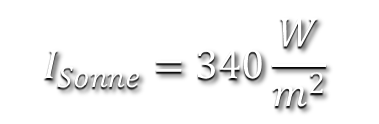 I_Sonne = 340 W/m²